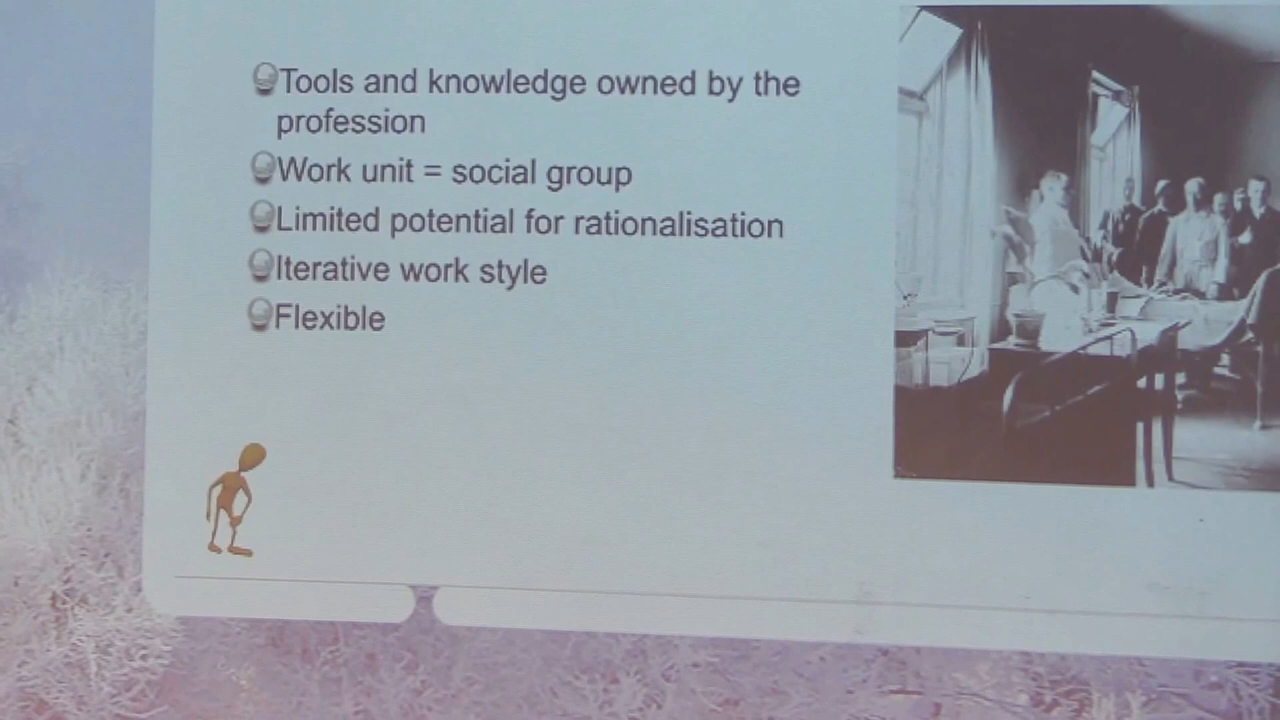 Tools and knowledge owned by the
profession
Work unit = social group
Limited potential for rationalisation
Iterative work style
Flexible